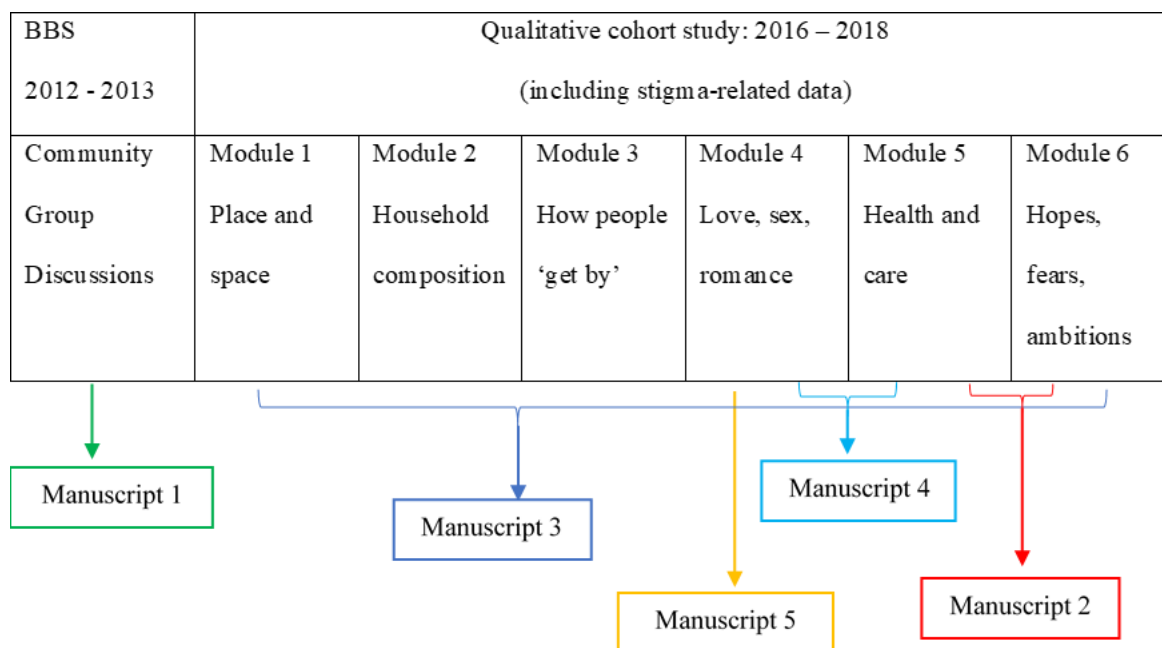 BBS
2012 - 2013
Qualitative cohort study: 2016 – 2018
(including stigma-related data)
Community
Group
Discussions
Module 1
Place and
space
Module 2
Household
composition
Module 3
How people
‘get by’
Module 4
Love, sex,
romance
Module 5
Health and
care
Module 6
Hopes,
fears,
ambitions
Manuscript 1
Manuscript 3
Manuscript 4
Manuscript 5
Manuscript 2